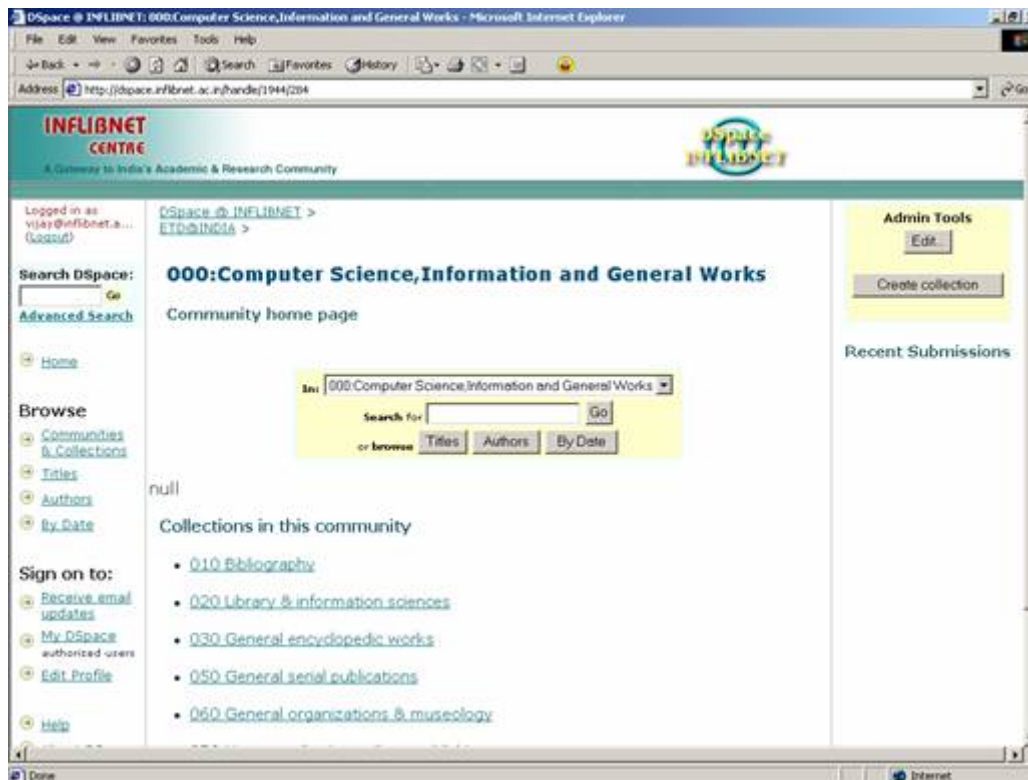 DSpace @ INFLIBNET: 000:Computer Science,Information and General Works - Microsoft Internet Explorer
File Edit View Favorites Tools Help
Back Search Favorites History
Address http://dspace.inflibnet.ac.in/handle/1944/284 Go
INFLIBNET
CENTRE
A Gateway to India's Academic & Research Community
DSpace
INFLIBNET
Logged in as
vijay@inflibnet.a...
(Logout)
Search DSpace:
Go
Advanced Search
Home
Browse
Communities
& Collections
Titles
Authors
By Date
Sign on to:
Receive email
updates
My DSpace
authorized users
Edit Profile
Help
DSpace @ INFLIBNET >
ETD@INDIA >
000:Computer Science,Information and General Works
Community home page
In: 000:Computer Science,Information and General Works
Search for Go
or browse Titles Authors By Date
null
Collections in this community
• 010 Bibliography
• 020 Library & information sciences
• 030 General encyclopedic works
• 050 General serial publications
• 060 General organizations & museology
Admin Tools
Edit...
Create collection
Recent Submissions
Done Internet